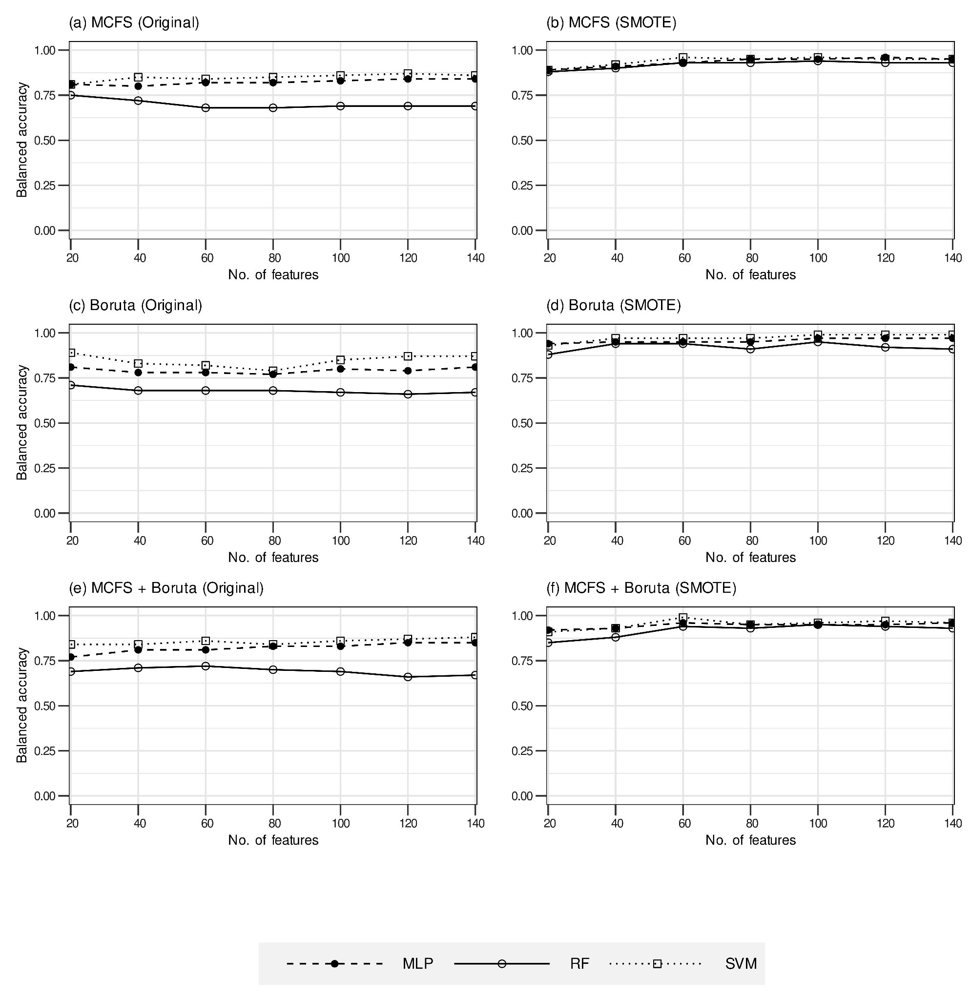 (a) MCFS (Original)
(b) MCFS (SMOTE)
Balanced accuracy
1.00
0.75
0.50
0.25
0.00
20 40 60 80 100 120 140
No. of features
1.00
0.75
0.50
0.25
0.00
20 40 60 80 100 120 140
No. of features
(c) Boruta (Original)
(d) Boruta (SMOTE)
Balanced accuracy
1.00
0.75
0.50
0.25
0.00
20 40 60 80 100 120 140
No. of features
1.00
0.75
0.50
0.25
0.00
20 40 60 80 100 120 140
No. of features
(e) MCFS + Boruta (Original)
(f) MCFS + Boruta (SMOTE)
Balanced accuracy
1.00
0.75
0.50
0.25
0.00
20 40 60 80 100 120 140
No. of features
1.00
0.75
0.50
0.25
0.00
20 40 60 80 100 120 140
No. of features
MLP RF SVM